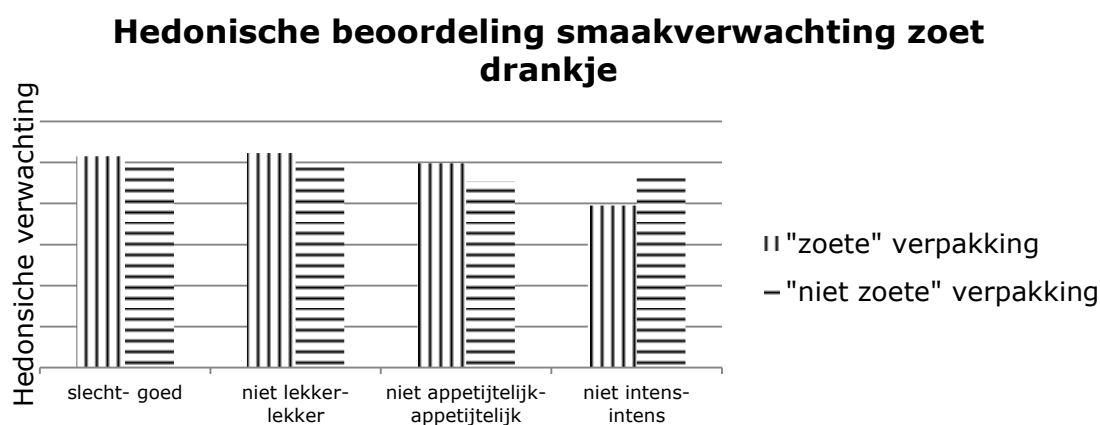 Hedonische beoordeling smaakverwachting zoet
drankje
Hedonsiche verwachting
slecht- goed
niet lekker-
lekker
niet appetijtelijk-
appetijtelijk
niet intens-
intens
"zoete" verpakking
"niet zoete" verpakking